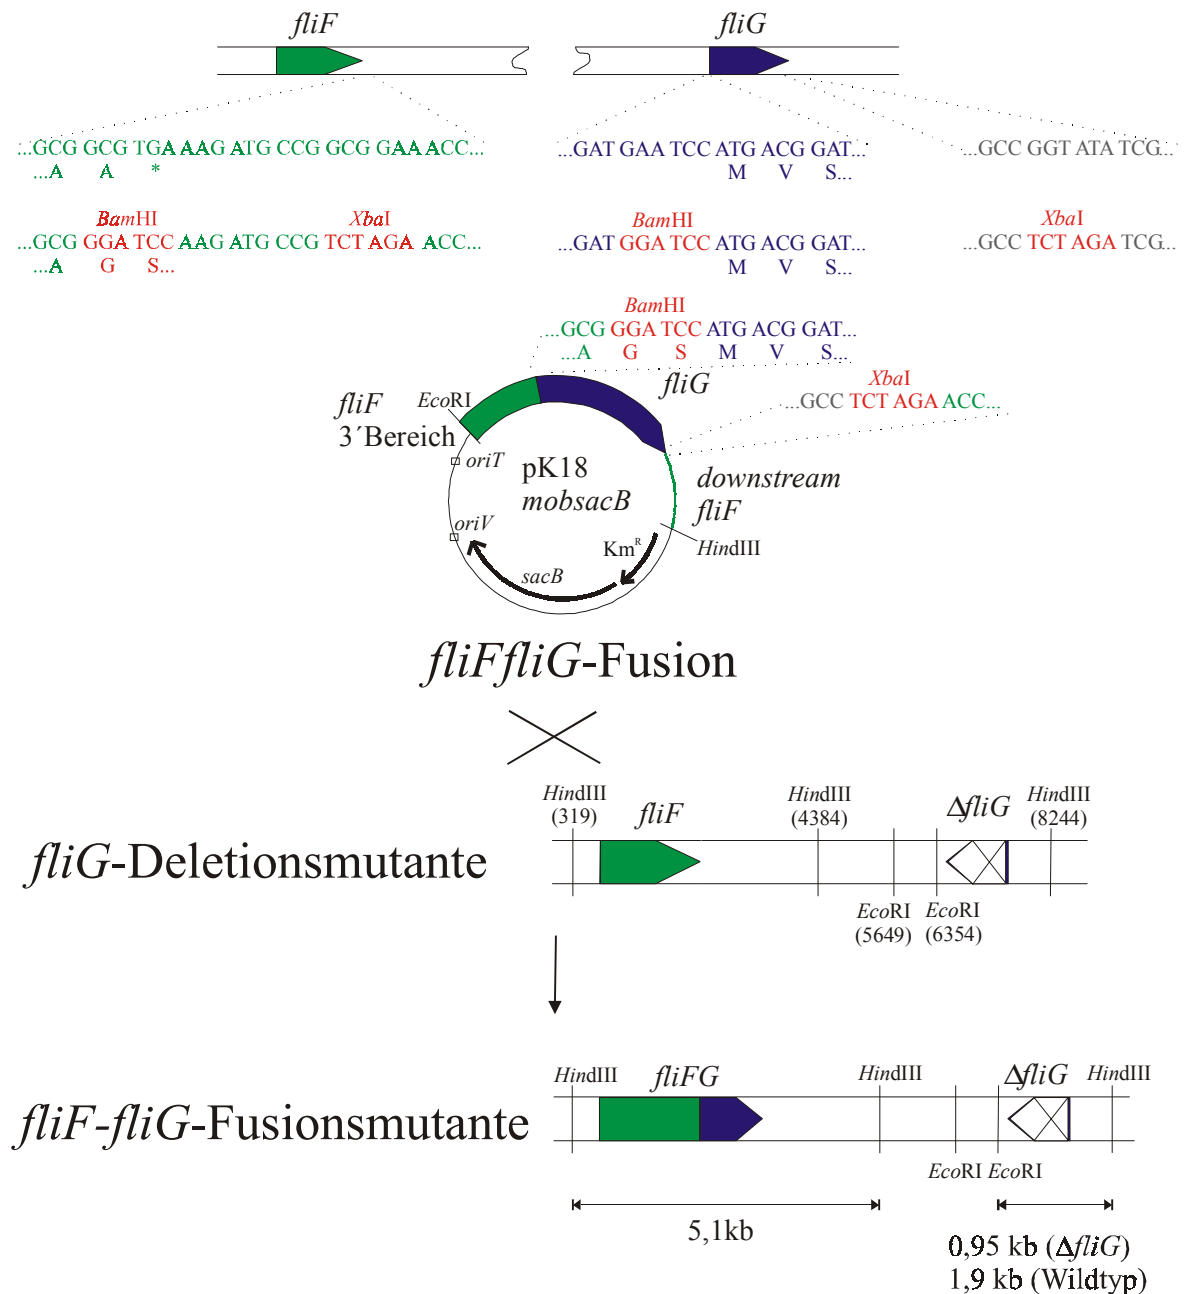 fliF
fliG
...GCG GCG TGA AAG ATG CCG GCG GAA ACC...
...A A *
...GAT GAA TCC ATG ACG GAT...
M V S...
...GCC GGT ATA TCG...
BamHI XbaI
...GCG GGA TCC AAG ATG CCG TCT AGA ACC...
...A G S...
BamHI
...GAT GGA TCC ATG ACG GAT...
M V S...
XbaI
...GCC TCT AGA TCG...
BamHI
...GCG GGA TCC ATG ACG GAT...
...A G S M V S...
fliG
XbaI
...GCC TCT AGA ACC...
fliF
3´Bereich
EcoRI
oriT
pK18
mobsacB
downstream
fliF
oriV
KmR
HindIII
sacB
fliFfliG-Fusion
HindIII
(319)
fliF
HindIII
(4384)
ΔfliG
HindIII
(8244)
fliG-Deletionsmutante
EcoRI
(5649)
EcoRI
(6354)
HindIII
fliFG
HindIII
ΔfliG
HindIII
fliF-fliG-Fusionsmutante
EcoRI EcoRI
5,1kb
0,95 kb (ΔfliG)
1,9 kb (Wildtyp)